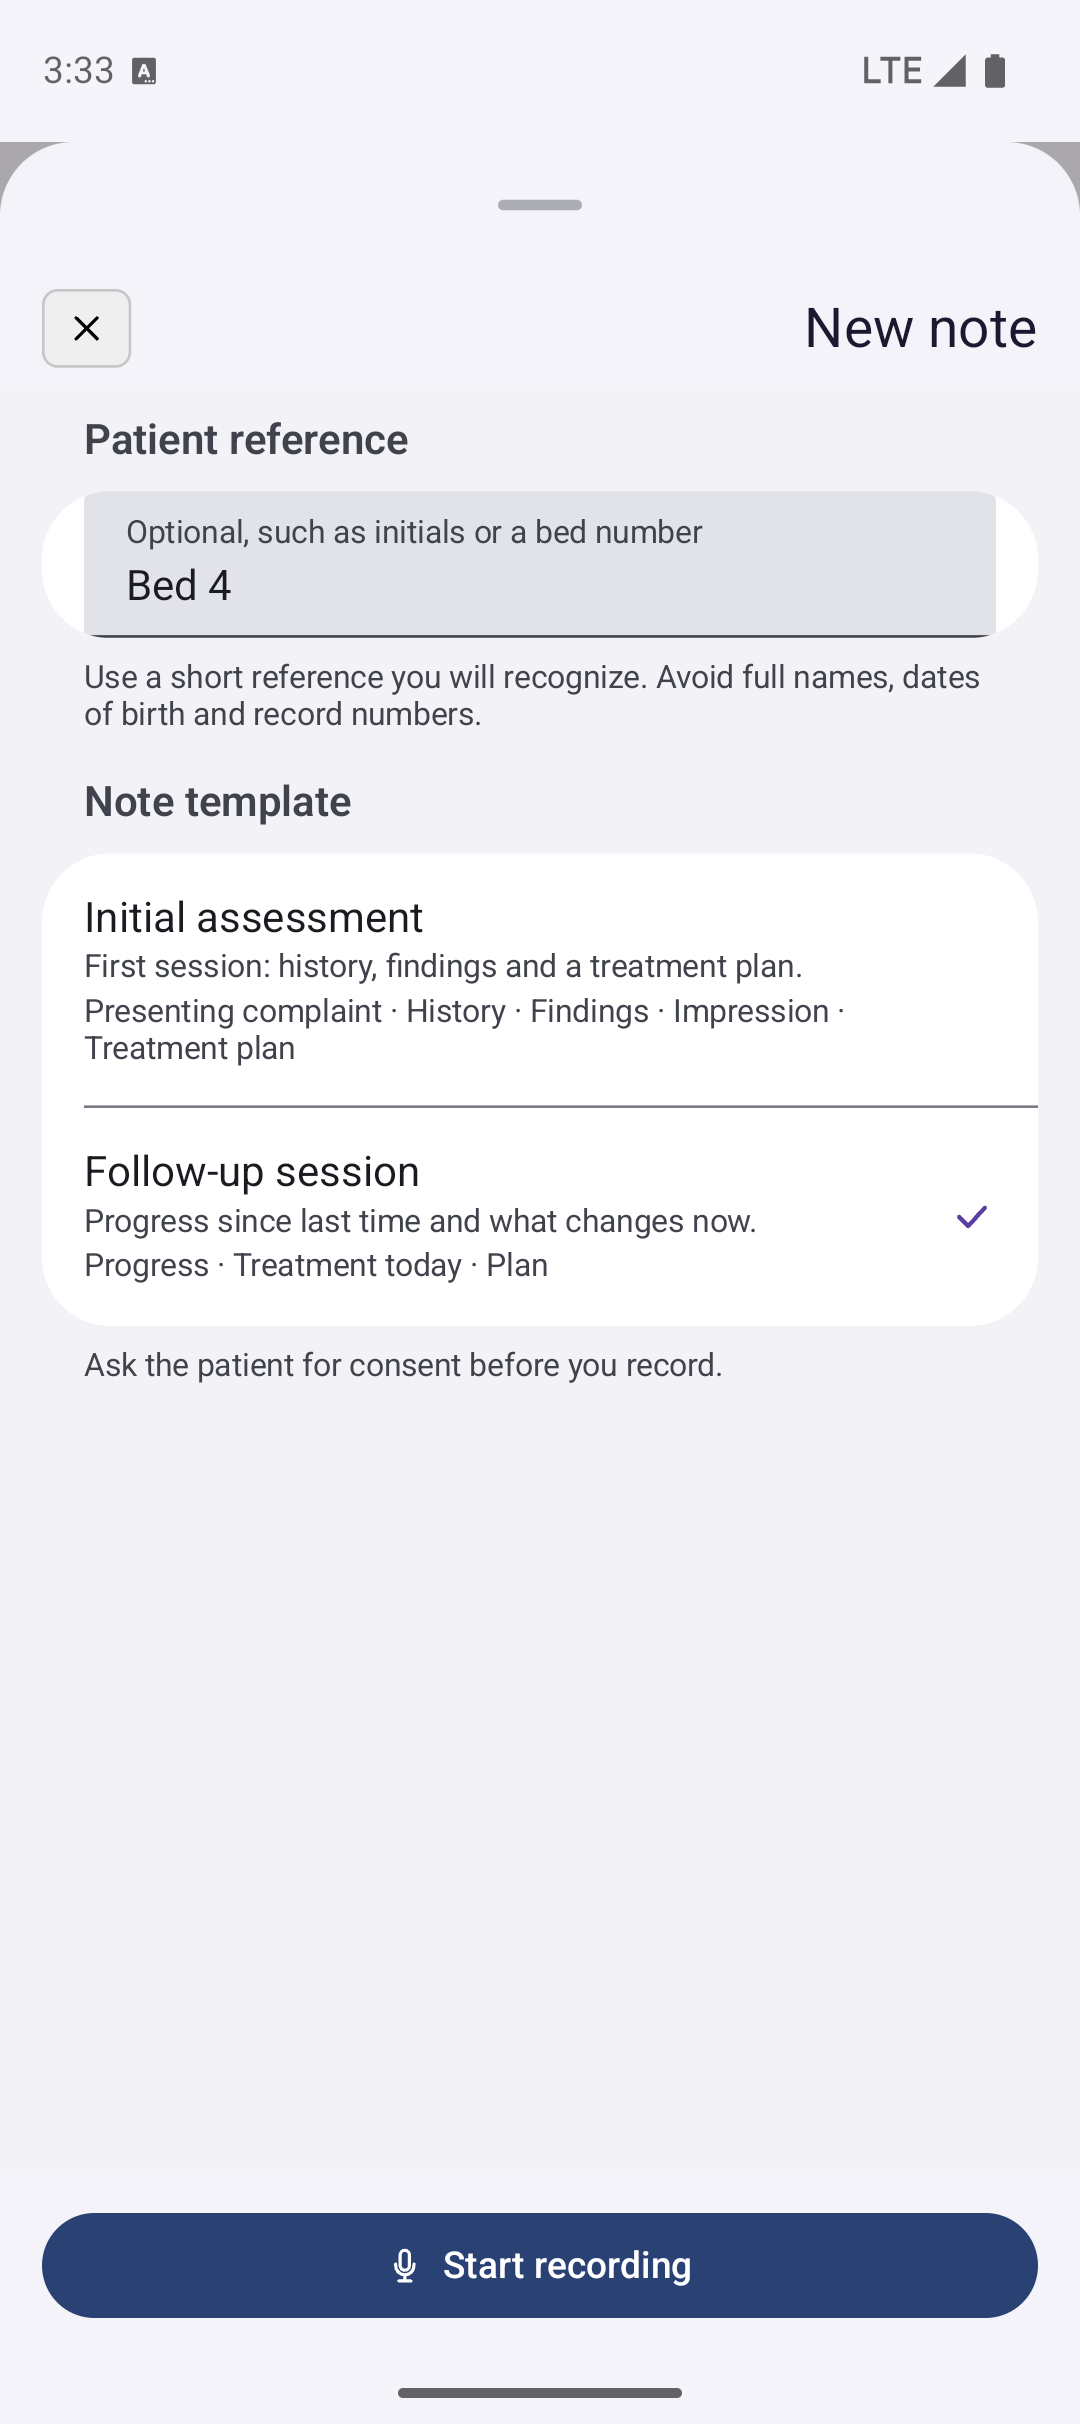 3:33
LTE
New note
Patient reference
Optional, such as initials or a bed number
Bed 4
Use a short reference you will recognize. Avoid full names, dates
of birth and record numbers.
Note template
Initial assessment
First session: history, findings and a treatment plan.
Presenting complaint · History · Findings · Impression ·
Treatment plan
Follow-up session
Progress since last time and what changes now.
Progress · Treatment today · Plan
Ask the patient for consent before you record.
Start recording